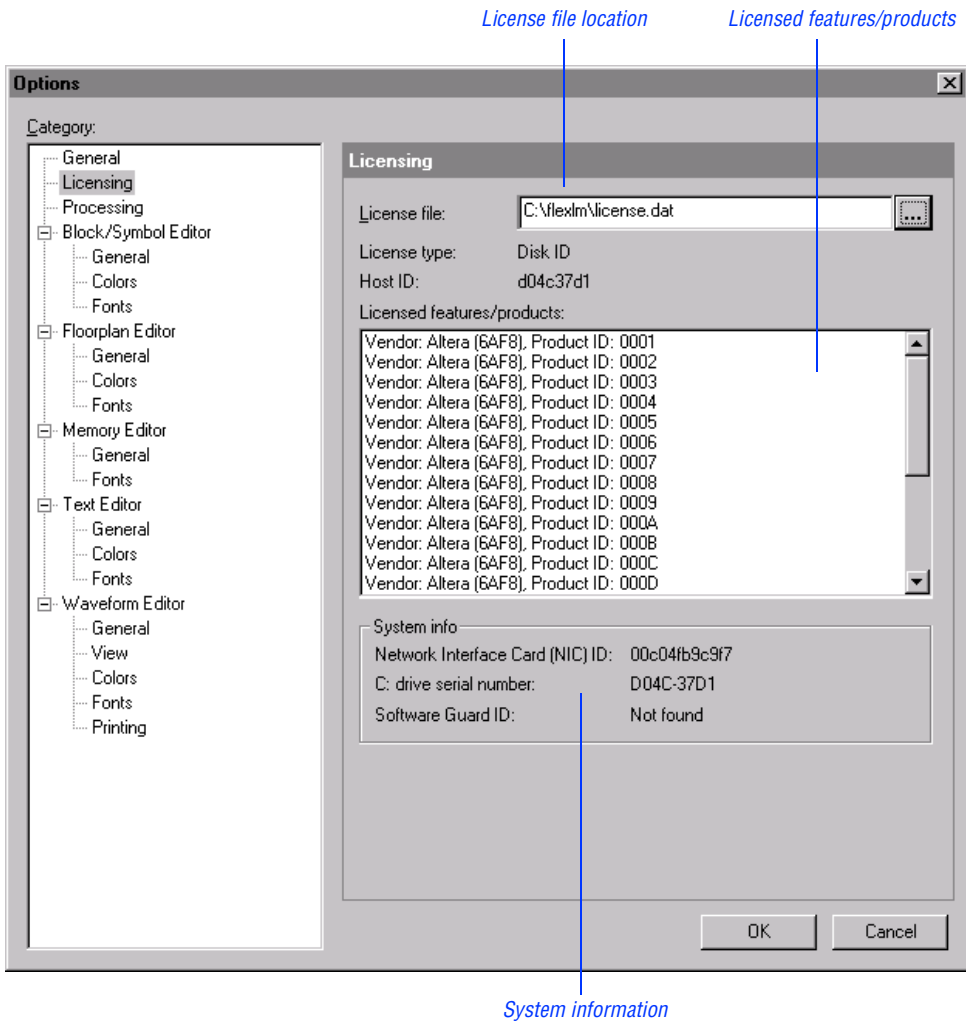 License file location
Licensed features/products
Options
Category:
General
Licensing
Processing
Block/Symbol Editor
General
Colors
Fonts
Floorplan Editor
General
Colors
Fonts
Memory Editor
General
Fonts
Text Editor
General
Colors
Fonts
Waveform Editor
General
View
Colors
Fonts
Printing
Licensing
License file: C:\flexlm\license.dat ...
License type: Disk ID
Host ID: d04c37d1
Licensed features/products:
Vendor: Altera (6AF8), Product ID: 0001
Vendor: Altera (6AF8), Product ID: 0002
Vendor: Altera (6AF8), Product ID: 0003
Vendor: Altera (6AF8), Product ID: 0004
Vendor: Altera (6AF8), Product ID: 0005
Vendor: Altera (6AF8), Product ID: 0006
Vendor: Altera (6AF8), Product ID: 0007
Vendor: Altera (6AF8), Product ID: 0008
Vendor: Altera (6AF8), Product ID: 0009
Vendor: Altera (6AF8), Product ID: 000A
Vendor: Altera (6AF8), Product ID: 000B
Vendor: Altera (6AF8), Product ID: 000C
Vendor: Altera (6AF8), Product ID: 000D
System info
Network Interface Card (NIC) ID: 00c04fb9c9f7
C: drive serial number: D04C-37D1
Software Guard ID: Not found
OK Cancel
System information